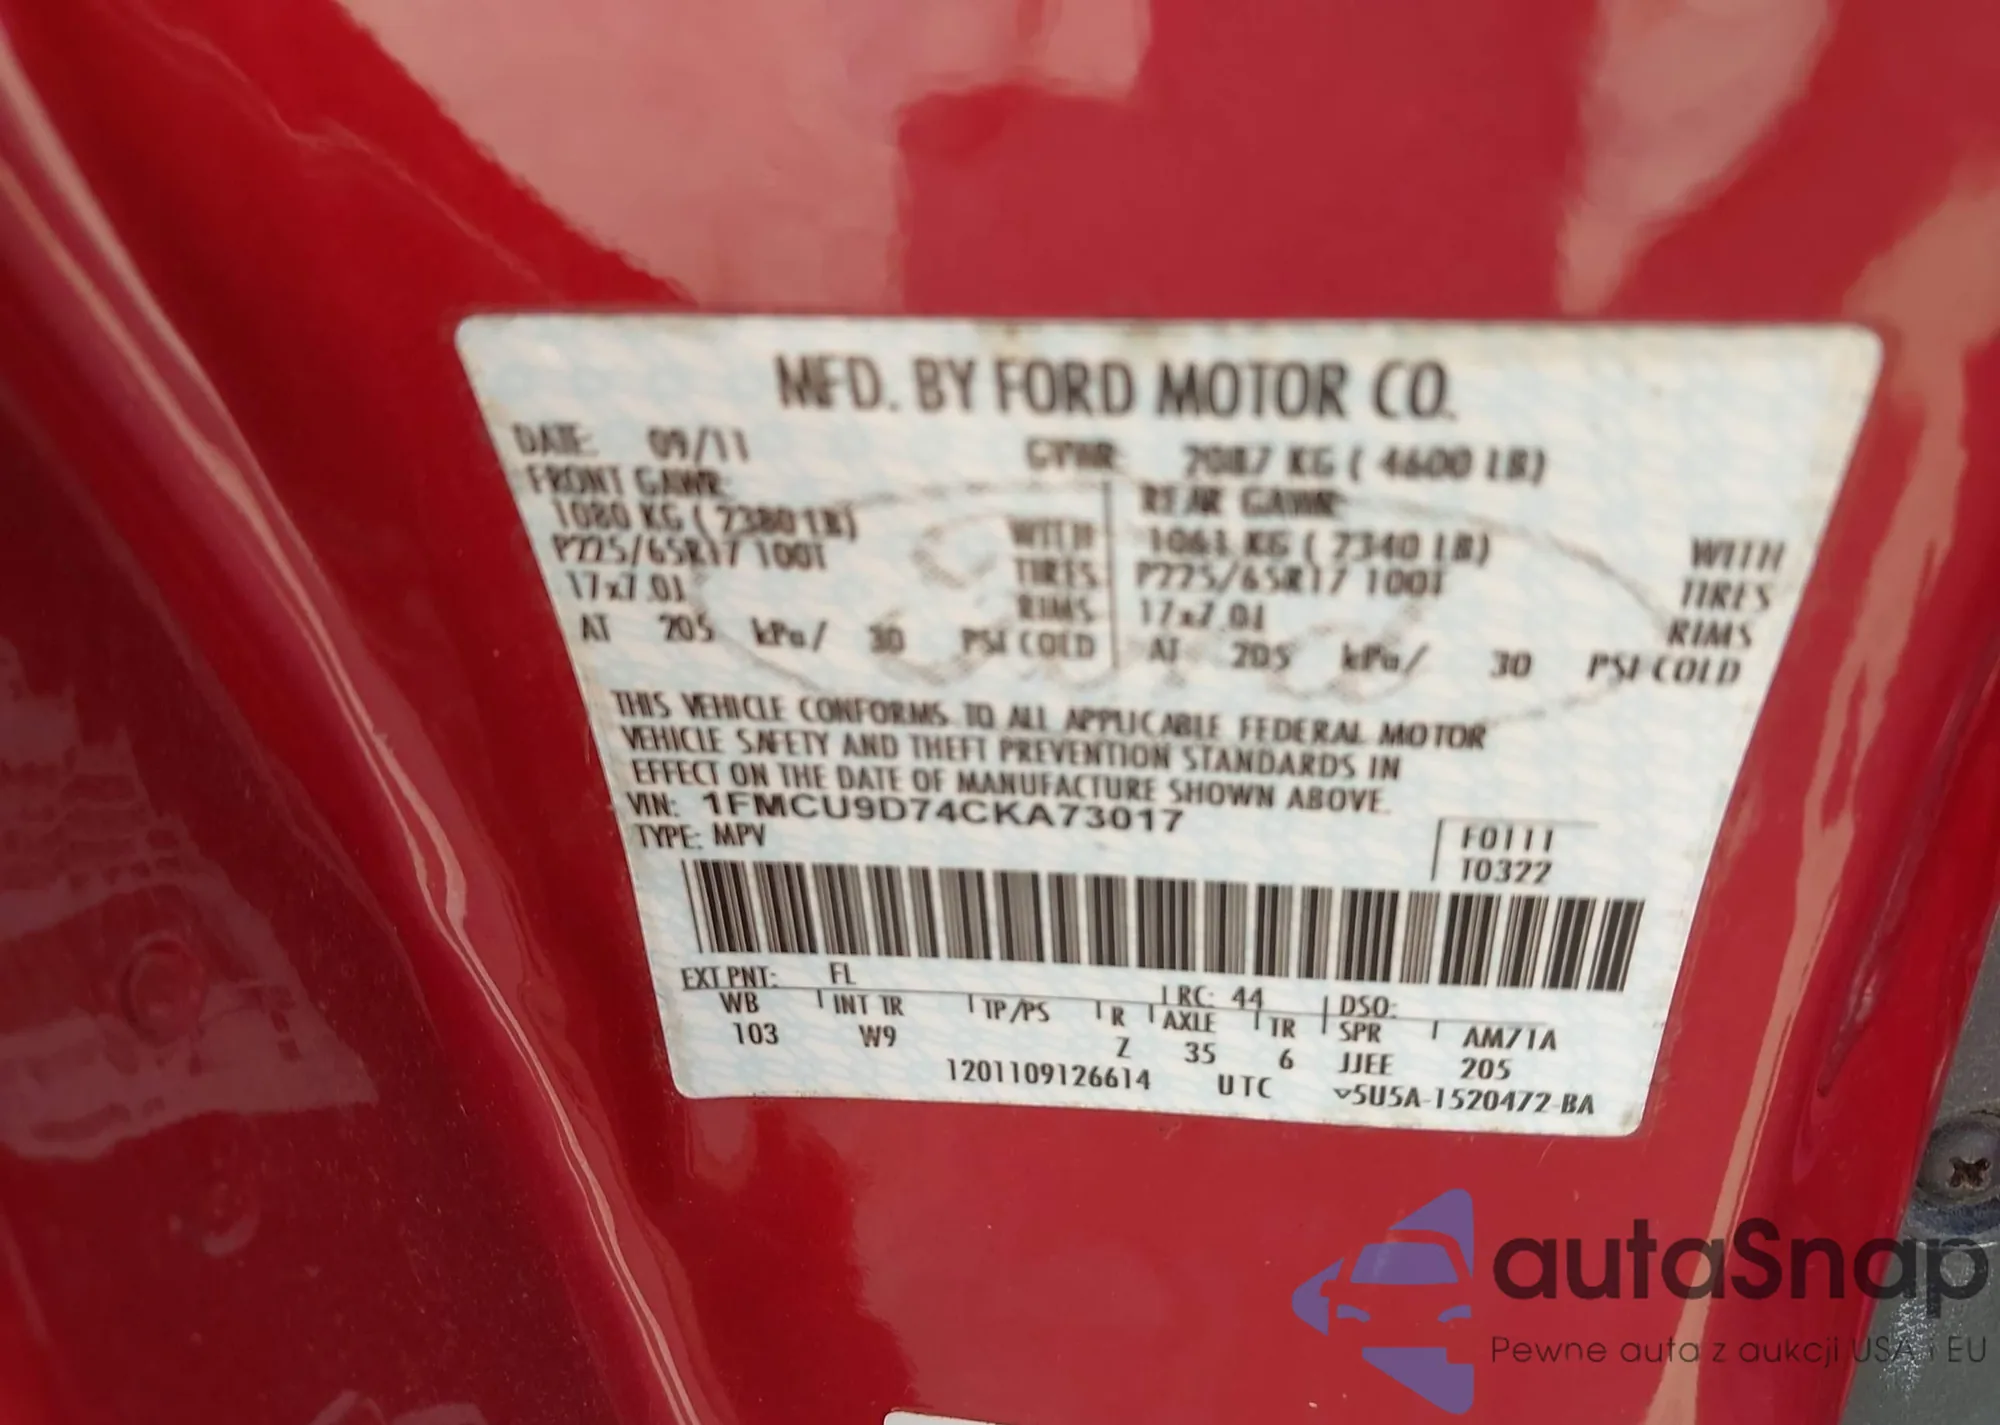 MFD. BY FORD MOTOR CO.
DATE: 09/11 GVWR: 2087 KG ( 4600 LB)
FRONT GAWR: REAR GAWR:
1080 KG ( 2380 LB) WITH 1061 KG ( 2340 LB) WITH
P225/65R17 100T TIRES P225/65R17 100T TIRES
17x7.0J RIMS 17x7.0J RIMS
AT 205 kPa/ 30 PSI COLD AT 205 kPa/ 30 PSI COLD
THIS VEHICLE CONFORMS TO ALL APPLICABLE FEDERAL MOTOR
VEHICLE SAFETY AND THEFT PREVENTION STANDARDS IN
EFFECT ON THE DATE OF MANUFACTURE SHOWN ABOVE.
VIN: 1FMCU9D74CKA73017
TYPE: MPV
F0111
T0322
EXT PNT: FL RC: 44 DSO:
WB INT TR TP/PS R AXLE TR SPR AM71A
103 W9 Z 35 6 JJEE 205
1201109126614 UTC 5U5A-1520472-BA
autaSnap
Pewne auta z aukcji USA i EU